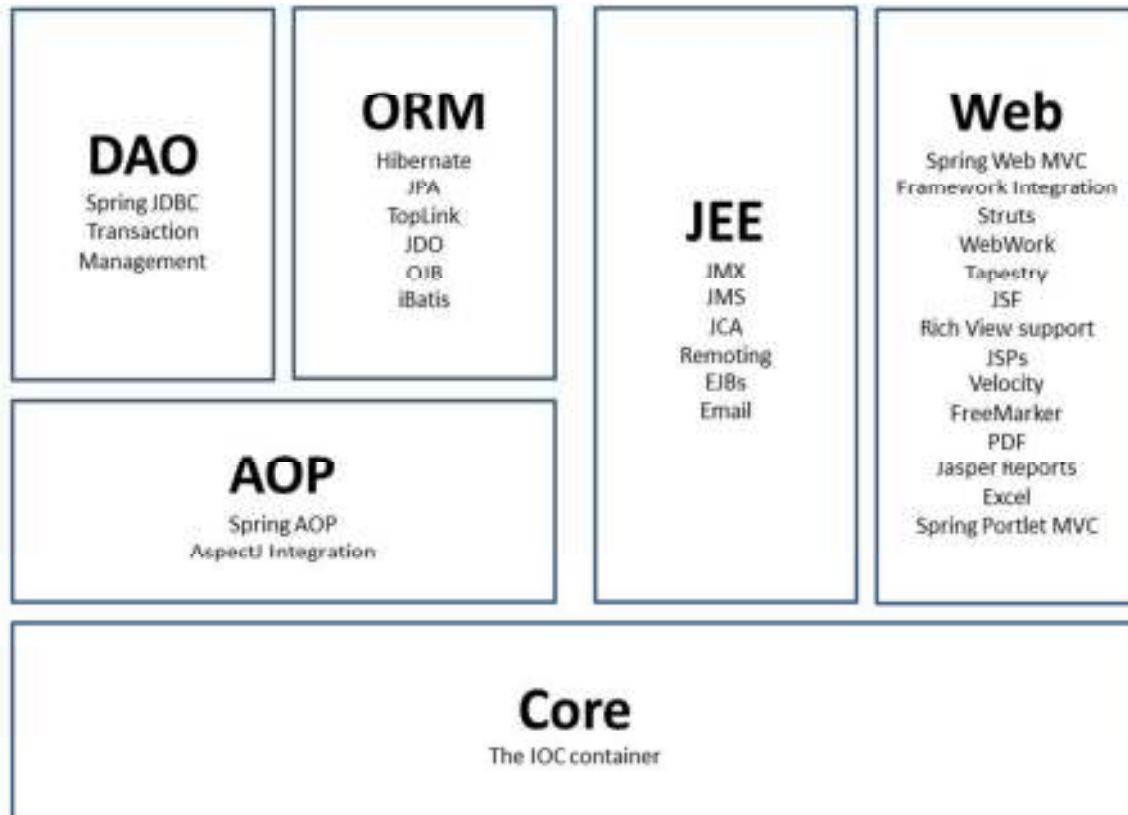 DAO
Spring JDBC
Transaction
Management
ORM
Hibernate
JPA
TopLink
JDO
OJB
iBatis
JEE
JMX
JMS
JCA
Remoting
EJBs
Email
Web
Spring Web MVC
Framework Integration
Struts
WebWork
Tapestry
JSF
Rich View support
JSPs
Velocity
FreeMarker
PDF
Jasper Reports
Excel
Spring Portlet MVC
AOP
Spring AOP
AspectJ Integration
Core
The IOC container